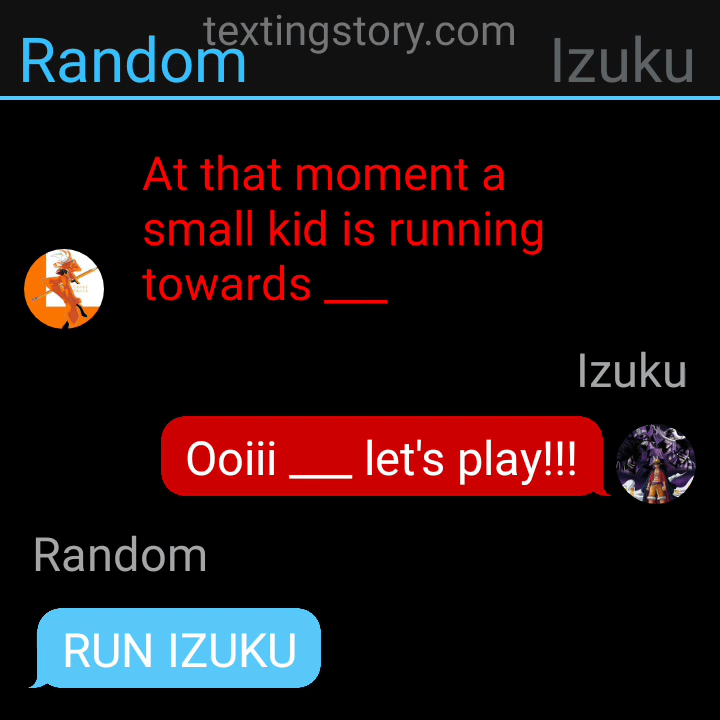 textingstory.com
Random
Izuku
At that moment a
small kid is running
towards ___
Izuku
Ooiii ___ let's play!!!
Random
RUN IZUKU